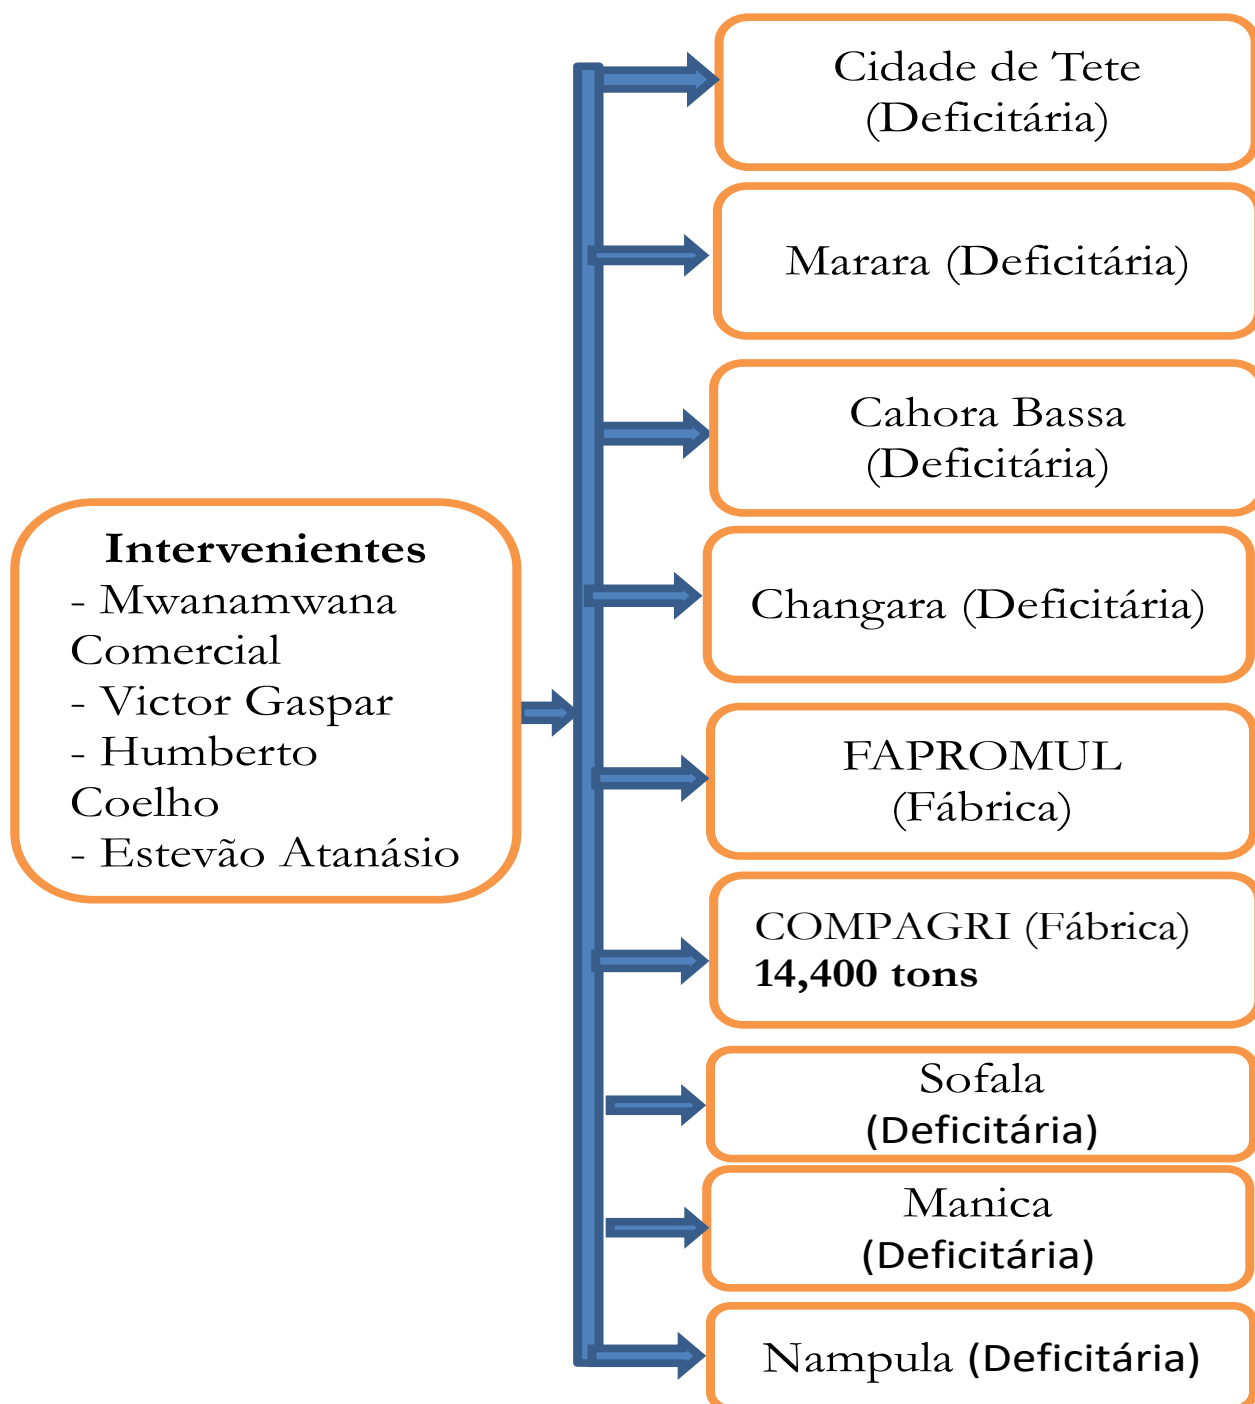 Intervenientes
- Mwanamwana
Comercial
- Victor Gaspar
- Humberto
Coelho
- Estevão Atanásio
Cidade de Tete
(Deficitária)
Marara (Deficitária)
Cahora Bassa
(Deficitária)
Changara (Deficitária)
FAPROMUL
(Fábrica)
COMPAGRI (Fábrica)
14,400 tons
Sofala
(Deficitária)
Manica
(Deficitária)
Nampula (Deficitária)